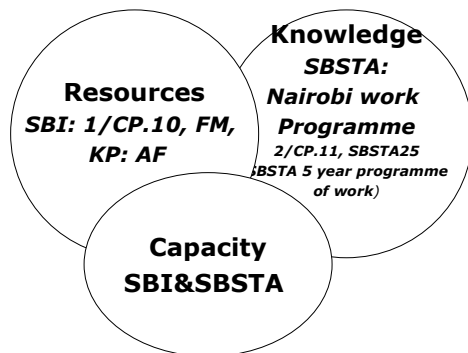 Resources
SBI: 1/CP.10, FM,
KP: AF
Knowledge
SBSTA:
Nairobi work
Programme
2/CP.11, SBSTA25
SBSTA 5 year programme
of work)
Capacity
SBI&SBSTA